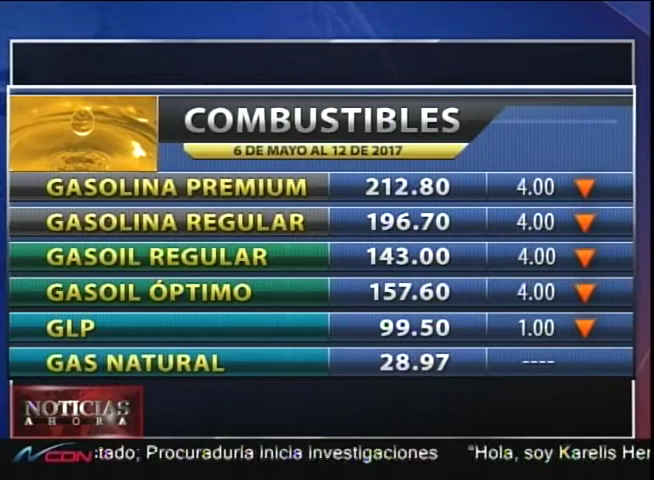 COMBUSTIBLES
6 DE MAYO AL 12 DE 2017
GASOLINA PREMIUM 212.80 4.00
GASOLINA REGULAR 196.70 4.00
GASOIL REGULAR 143.00 4.00
GASOIL ÓPTIMO 157.60 4.00
GLP 99.50 1.00
GAS NATURAL 28.97 ----
NOTICIAS
AHORA
CDN :tado; Procuraduría inicia investigaciones "Hola, soy Karelis Her